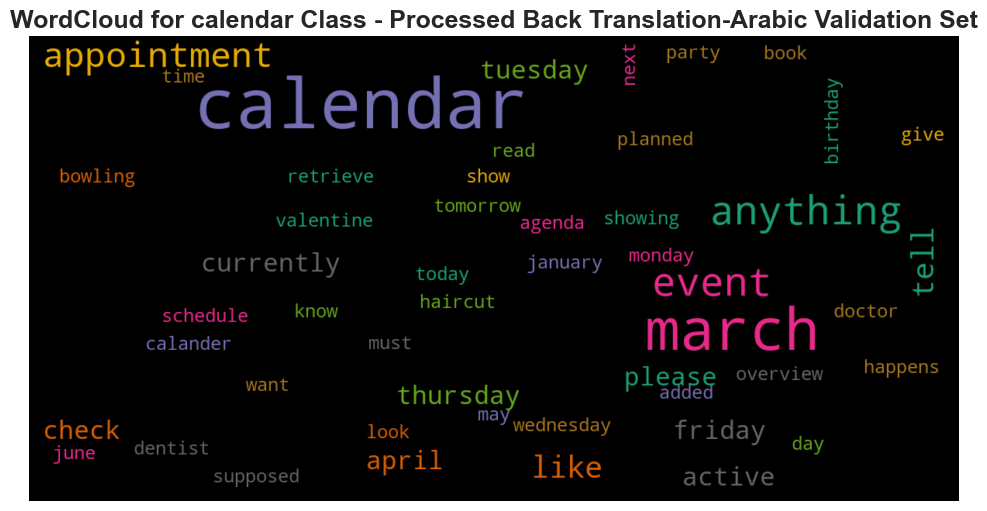 WordCloud for calendar Class - Processed Back Translation-Arabic Validation Set
appointment
time
calendar
tuesday
next
party
book
birthday
give
planned
read
bowling
retrieve
show
tomorrow
valentine
agenda
showing
anything
tell
currently
today
january
monday
event
haircut
schedule
know
march
doctor
calander
must
want
please
overview
happens
added
thursday
may
wednesday
check
june
dentist
look
april
supposed
like
friday
day
active